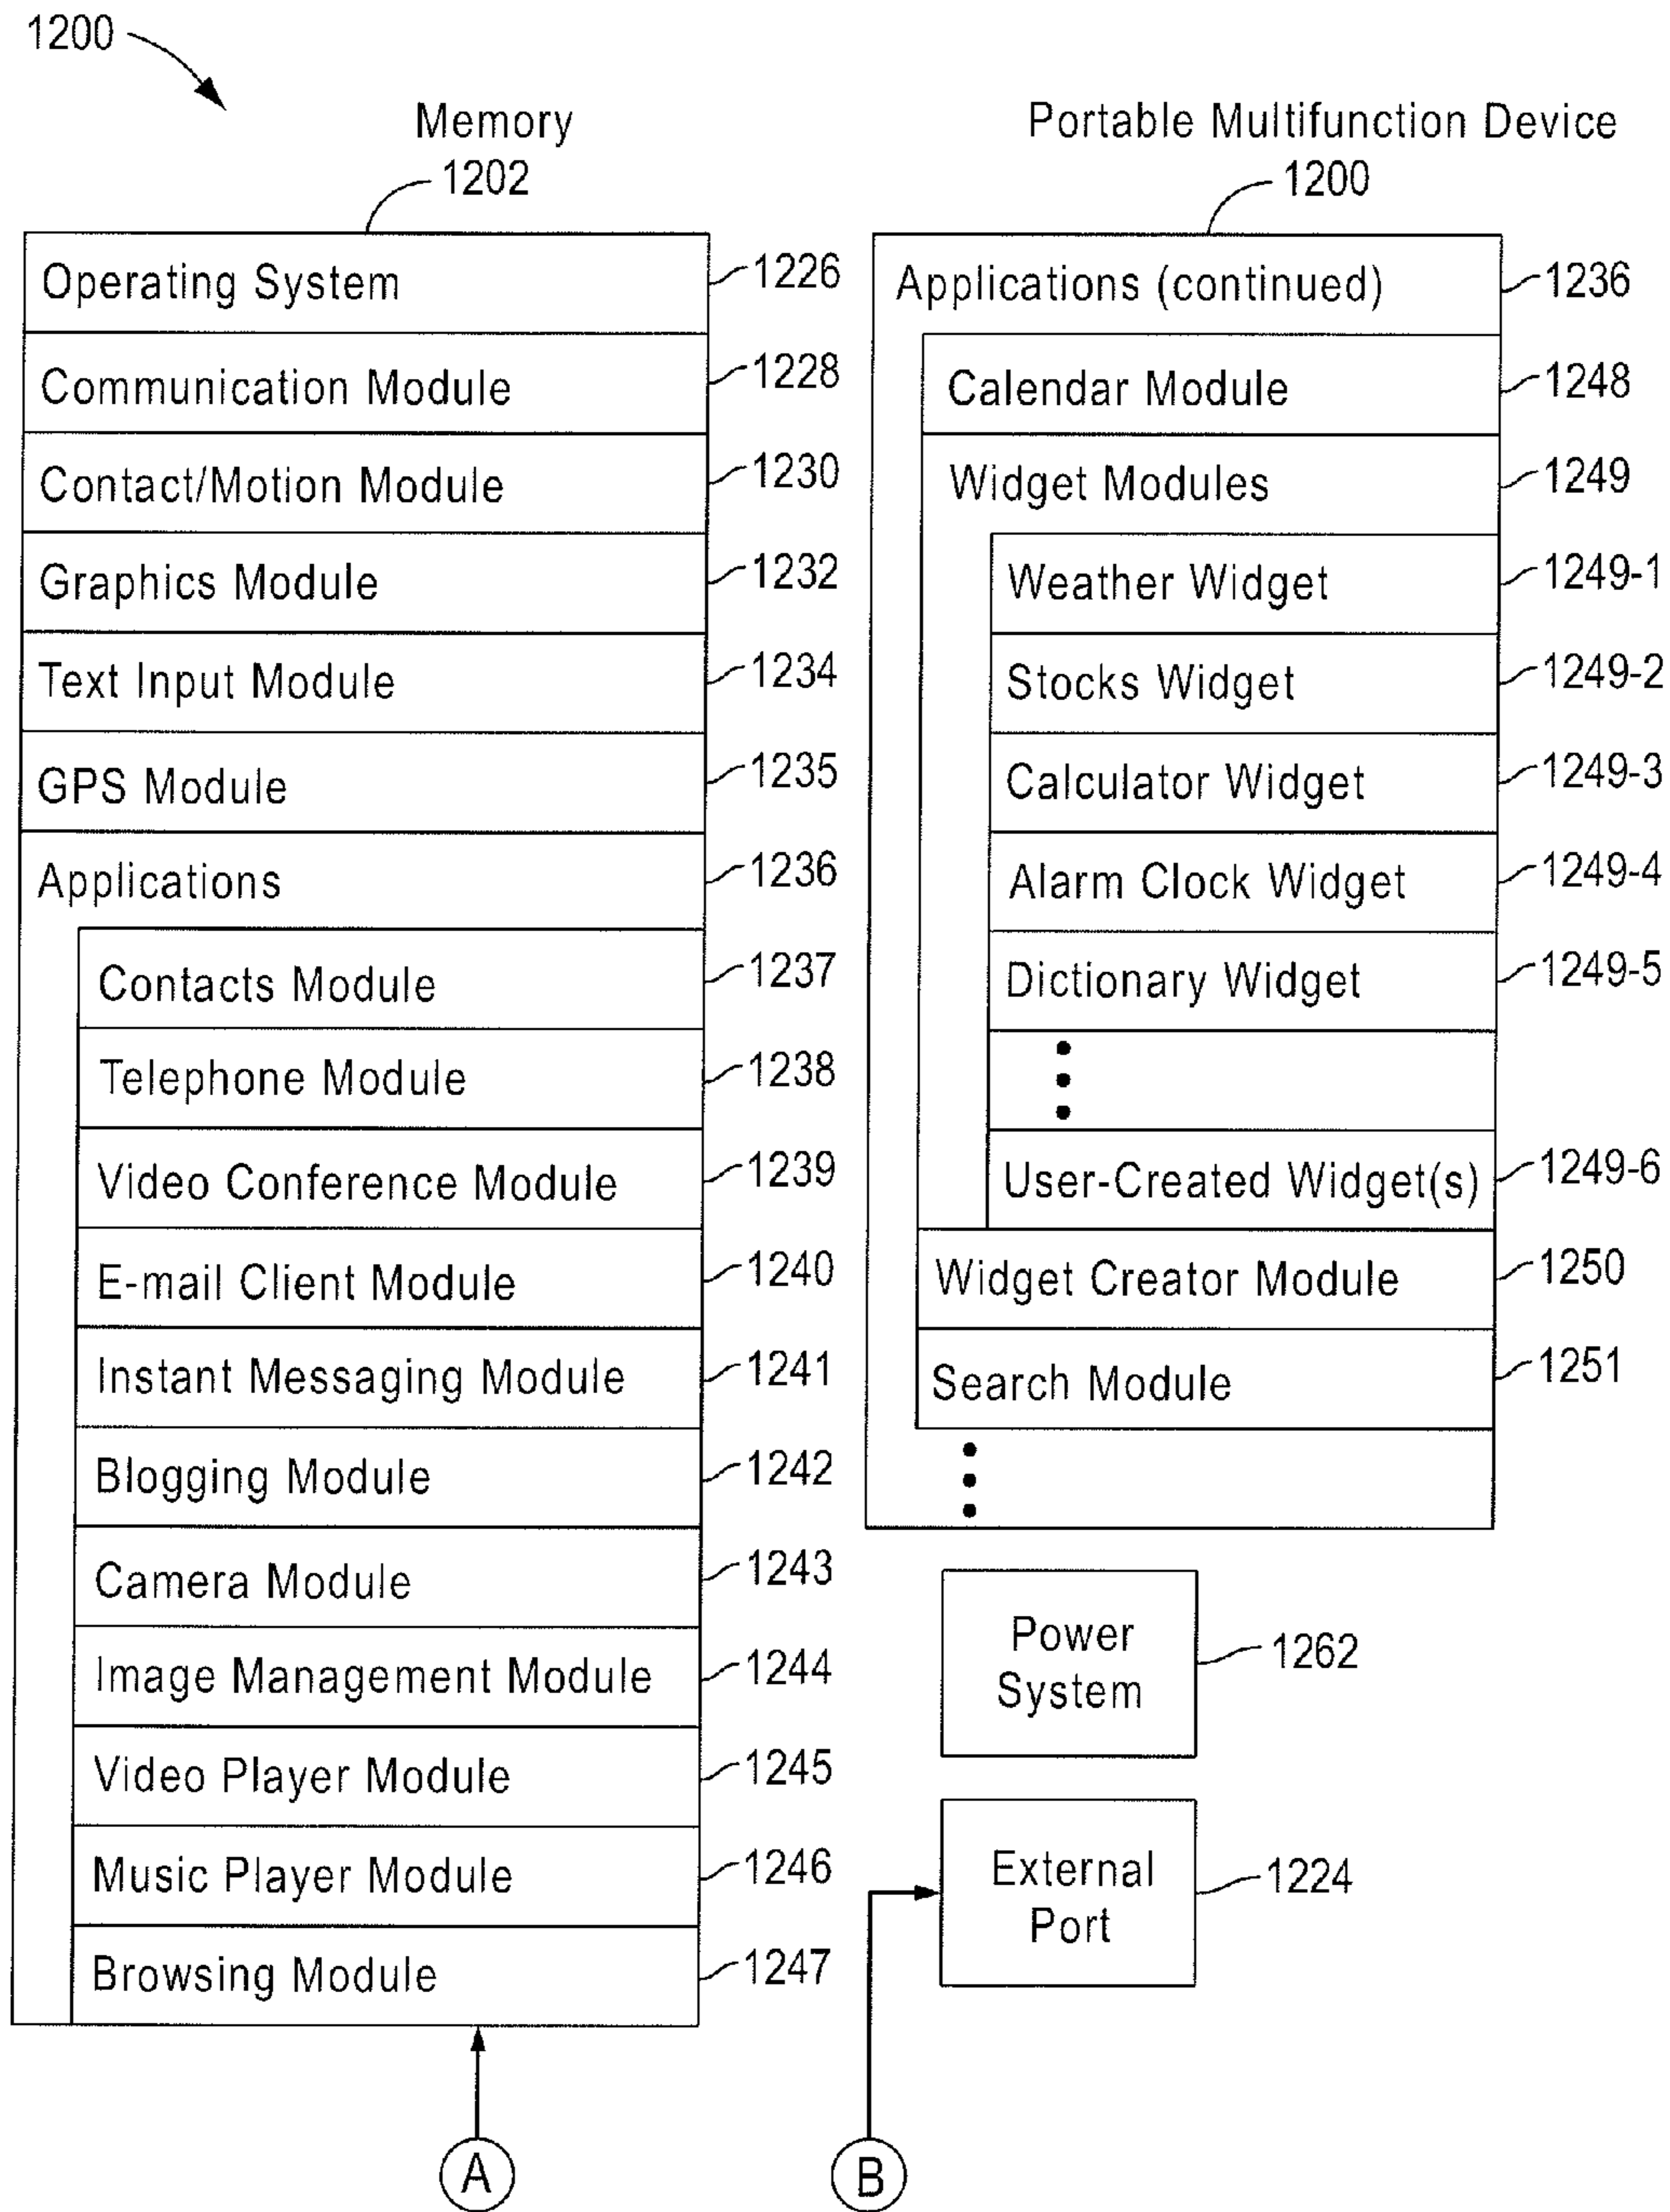 1200
Memory
1202
Operating System 1226
Communication Module 1228
Contact/Motion Module 1230
Graphics Module 1232
Text Input Module 1234
GPS Module 1235
Applications 1236
Contacts Module 1237
Telephone Module 1238
Video Conference Module 1239
E-mail Client Module 1240
Instant Messaging Module 1241
Blogging Module 1242
Camera Module 1243
Image Management Module 1244
Video Player Module 1245
Music Player Module 1246
Browsing Module 1247
A
Portable Multifunction Device
1200
Applications (continued) 1236
Calendar Module 1248
Widget Modules 1249
Weather Widget 1249-1
Stocks Widget 1249-2
Calculator Widget 1249-3
Alarm Clock Widget 1249-4
Dictionary Widget 1249-5
User-Created Widget(s) 1249-6
Widget Creator Module 1250
Search Module 1251
Power
System
1262
External
Port
1224
B